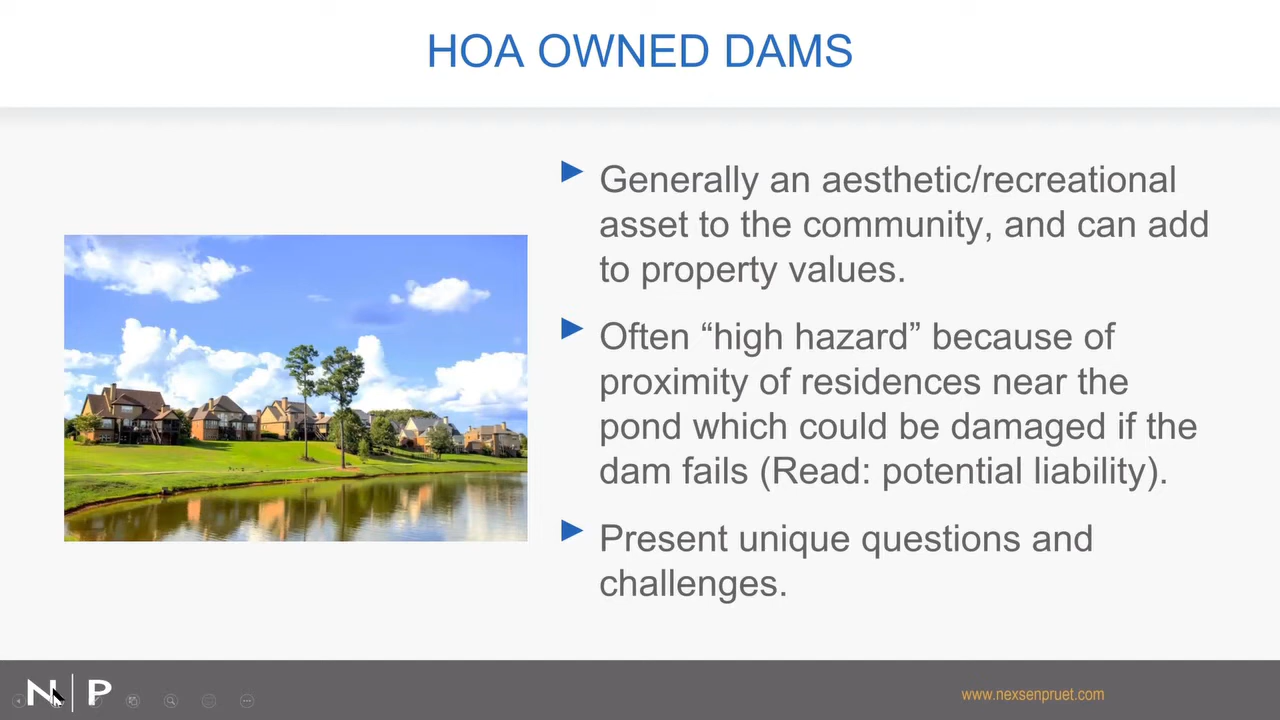 HOA OWNED DAMS
Generally an aesthetic/recreational
asset to the community, and can add
to property values.
Often “high hazard” because of
proximity of residences near the
pond which could be damaged if the
dam fails (Read: potential liability).
Present unique questions and
challenges.
N|P
www.nexsenpruet.com